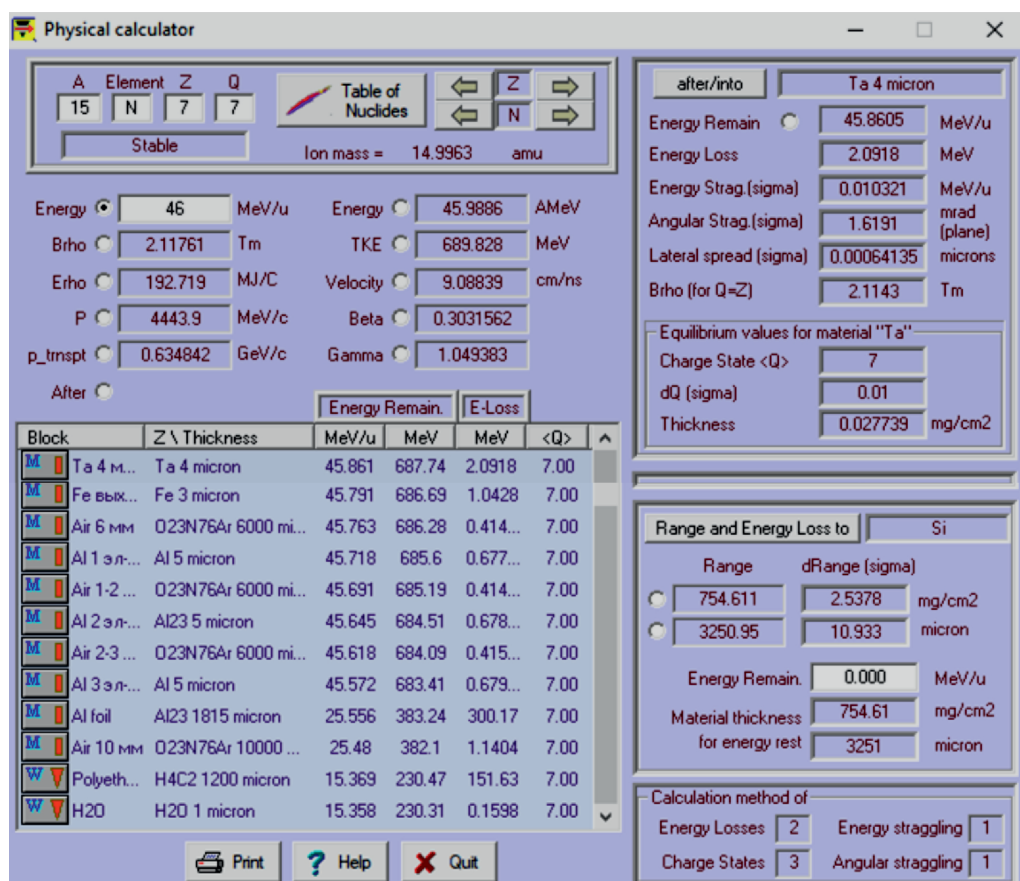 Physical calculator
A Element Z Q
15 N 7 7
Stable
Table of Nuclides
Z
N
Ion mass = 14.9963 amu
Energy 46 MeV/u
Brho 2.11761 Tm
Erho 192.719 MJ/C
P 4443.9 MeV/c
p_trnspt 0.634842 GeV/c
After
Energy 45.9886 AMeV
TKE 689.828 MeV
Velocity 9.08839 cm/ns
Beta 0.3031562
Gamma 1.049383
Energy Remain. E-Loss
Block Z \ Thickness MeV/u MeV MeV <Q>
M Ta 4 м... Ta 4 micron 45.861 687.74 2.0918 7.00
M Fe вых... Fe 3 micron 45.791 686.69 1.0428 7.00
M Air 6 мм O23N76Ar 6000 mi... 45.763 686.28 0.414... 7.00
M Al 1 эл-... Al 5 micron 45.718 685.6 0.677... 7.00
M Air 1-2 ... O23N76Ar 6000 mi... 45.691 685.19 0.414... 7.00
M Al 2 эл-... Al23 5 micron 45.645 684.51 0.678... 7.00
M Air 2-3 ... O23N76Ar 6000 mi... 45.618 684.09 0.415... 7.00
M Al 3 эл-... Al 5 micron 45.572 683.41 0.679... 7.00
M Al foil Al23 1815 micron 25.556 383.24 300.17 7.00
M Air 10 мм O23N76Ar 10000 ... 25.48 382.1 1.1404 7.00
W Polyeth... H4C2 1200 micron 15.369 230.47 151.63 7.00
W H2O H2O 1 micron 15.358 230.31 0.1598 7.00
Print Help Quit
after/into Ta 4 micron
Energy Remain 45.8605 MeV/u
Energy Loss 2.0918 MeV
Energy Strag.(sigma) 0.010321 MeV/u
Angular Strag.(sigma) 1.6191 mrad (plane)
Lateral spread (sigma) 0.00064135 microns
Brho (for Q=Z) 2.1143 Tm
Equilibrium values for material "Ta"
Charge State <Q> 7
dQ (sigma) 0.01
Thickness 0.027739 mg/cm2
Range and Energy Loss to Si
Range dRange (sigma)
754.611 2.5378 mg/cm2
3250.95 10.933 micron
Energy Remain. 0.000 MeV/u
Material thickness for energy rest
754.61 mg/cm2
3251 micron
Calculation method of
Energy Losses 2 Energy straggling 1
Charge States 3 Angular straggling 1